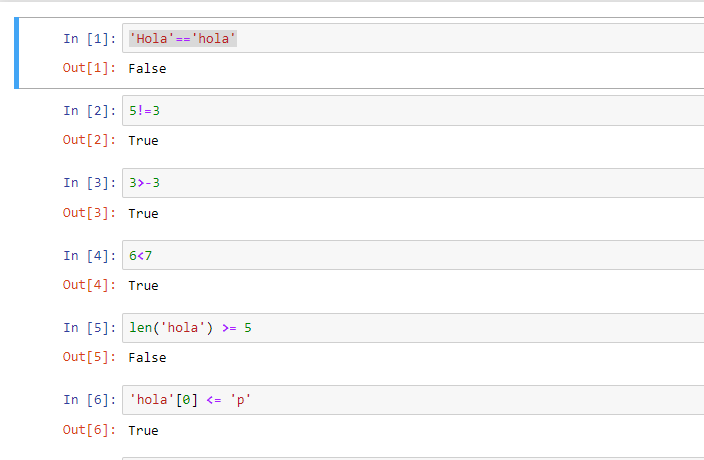 In [1]: 'Hola'=='hola'
Out[1]: False
In [2]: 5!=3
Out[2]: True
In [3]: 3>-3
Out[3]: True
In [4]: 6<7
Out[4]: True
In [5]: len('hola') >= 5
Out[5]: False
In [6]: 'hola'[0] <= 'p'
Out[6]: True